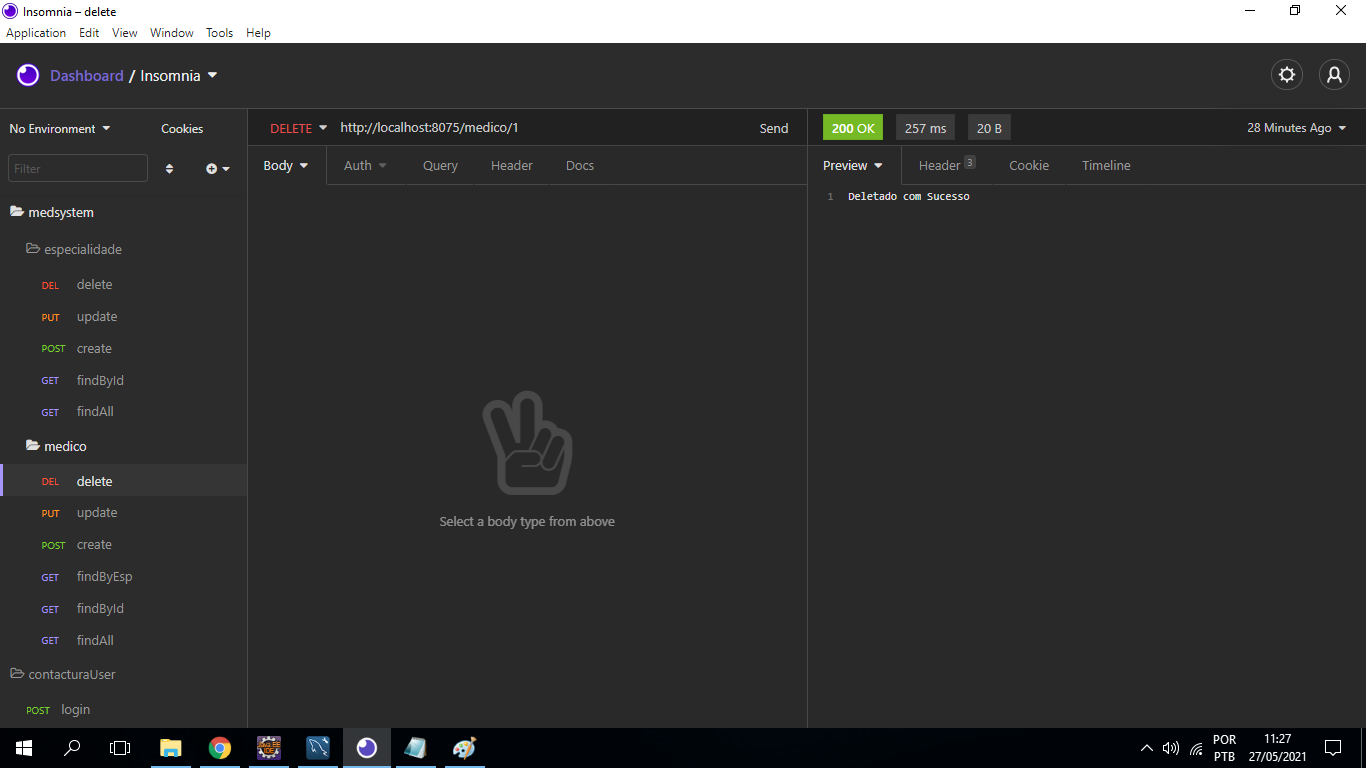 Insomnia – delete
Application Edit View Window Tools Help
Dashboard / Insomnia
No Environment Cookies
DELETE http://localhost:8075/medico/1 Send
200 OK 257 ms 20 B 28 Minutes Ago
Filter
Body Auth Query Header Docs
Preview Header 3 Cookie Timeline
1 Deletado com Sucesso
medsystem
especialidade
DEL delete
PUT update
POST create
GET findById
GET findAll
medico
DEL delete
PUT update
POST create
GET findByEsp
GET findById
GET findAll
contacturaUser
POST login
Select a body type from above
Java EE
IDE
POR
PTB
11:27
27/05/2021